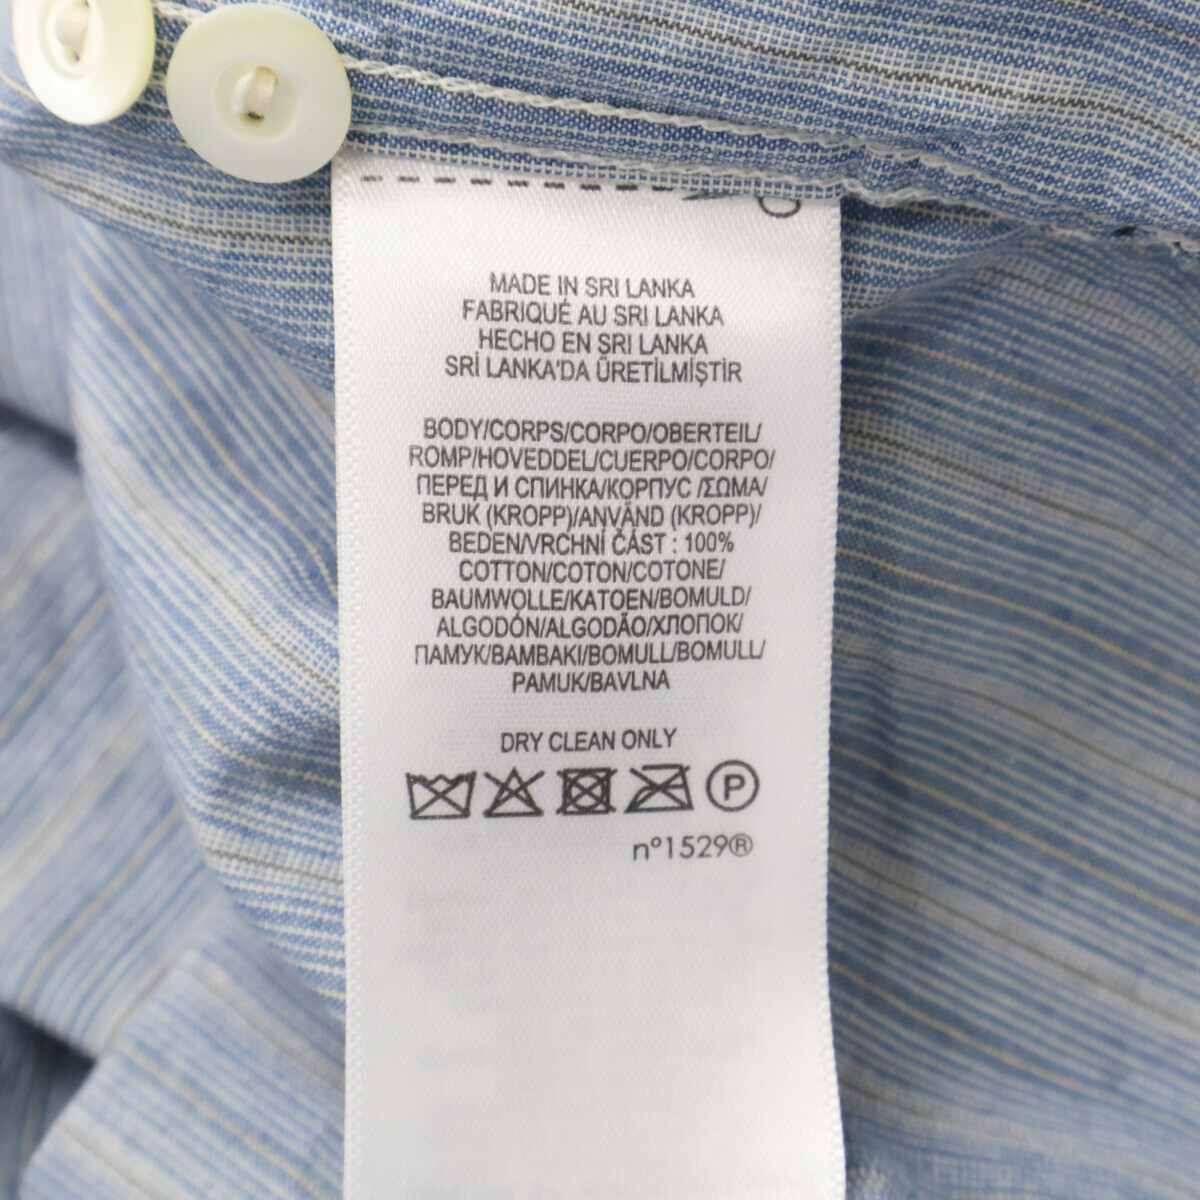 MADE IN SRI LANKA
FABRIQUÉ AU SRI LANKA
HECHO EN SRI LANKA
SRİ LANKA'DA ÜRETİLMİŞTİR
BODY/CORPS/CORPO/OBERTEIL/
ROMP/HOVEDDEL/CUERPO/CORPO/
ПЕРЕД И СПИНКА/КОРПУС /ΣΩΜΑ/
BRUK (KROPP)/ANVÄND (KROPP)/
BEDEN/VRCHNÍ ČÁST : 100%
COTTON/COTON/COTONE/
BAUMWOLLE/KATOEN/BOMULD/
ALGODÓN/ALGODÃO/ХЛОПОК/
ПАМУК/BAMBAKI/BOMULL/BOMULL/
PAMUK/BAVLNA
DRY CLEAN ONLY
P
nº1529®